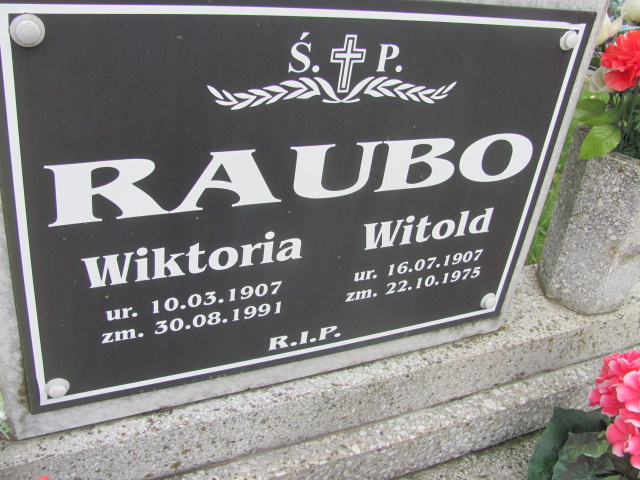 Ś. P.
RAUBO
Wiktoria
ur. 10.03.1907
zm. 30.08.1991
Witold
ur. 16.07.1907
zm. 22.10.1975
R.I.P.